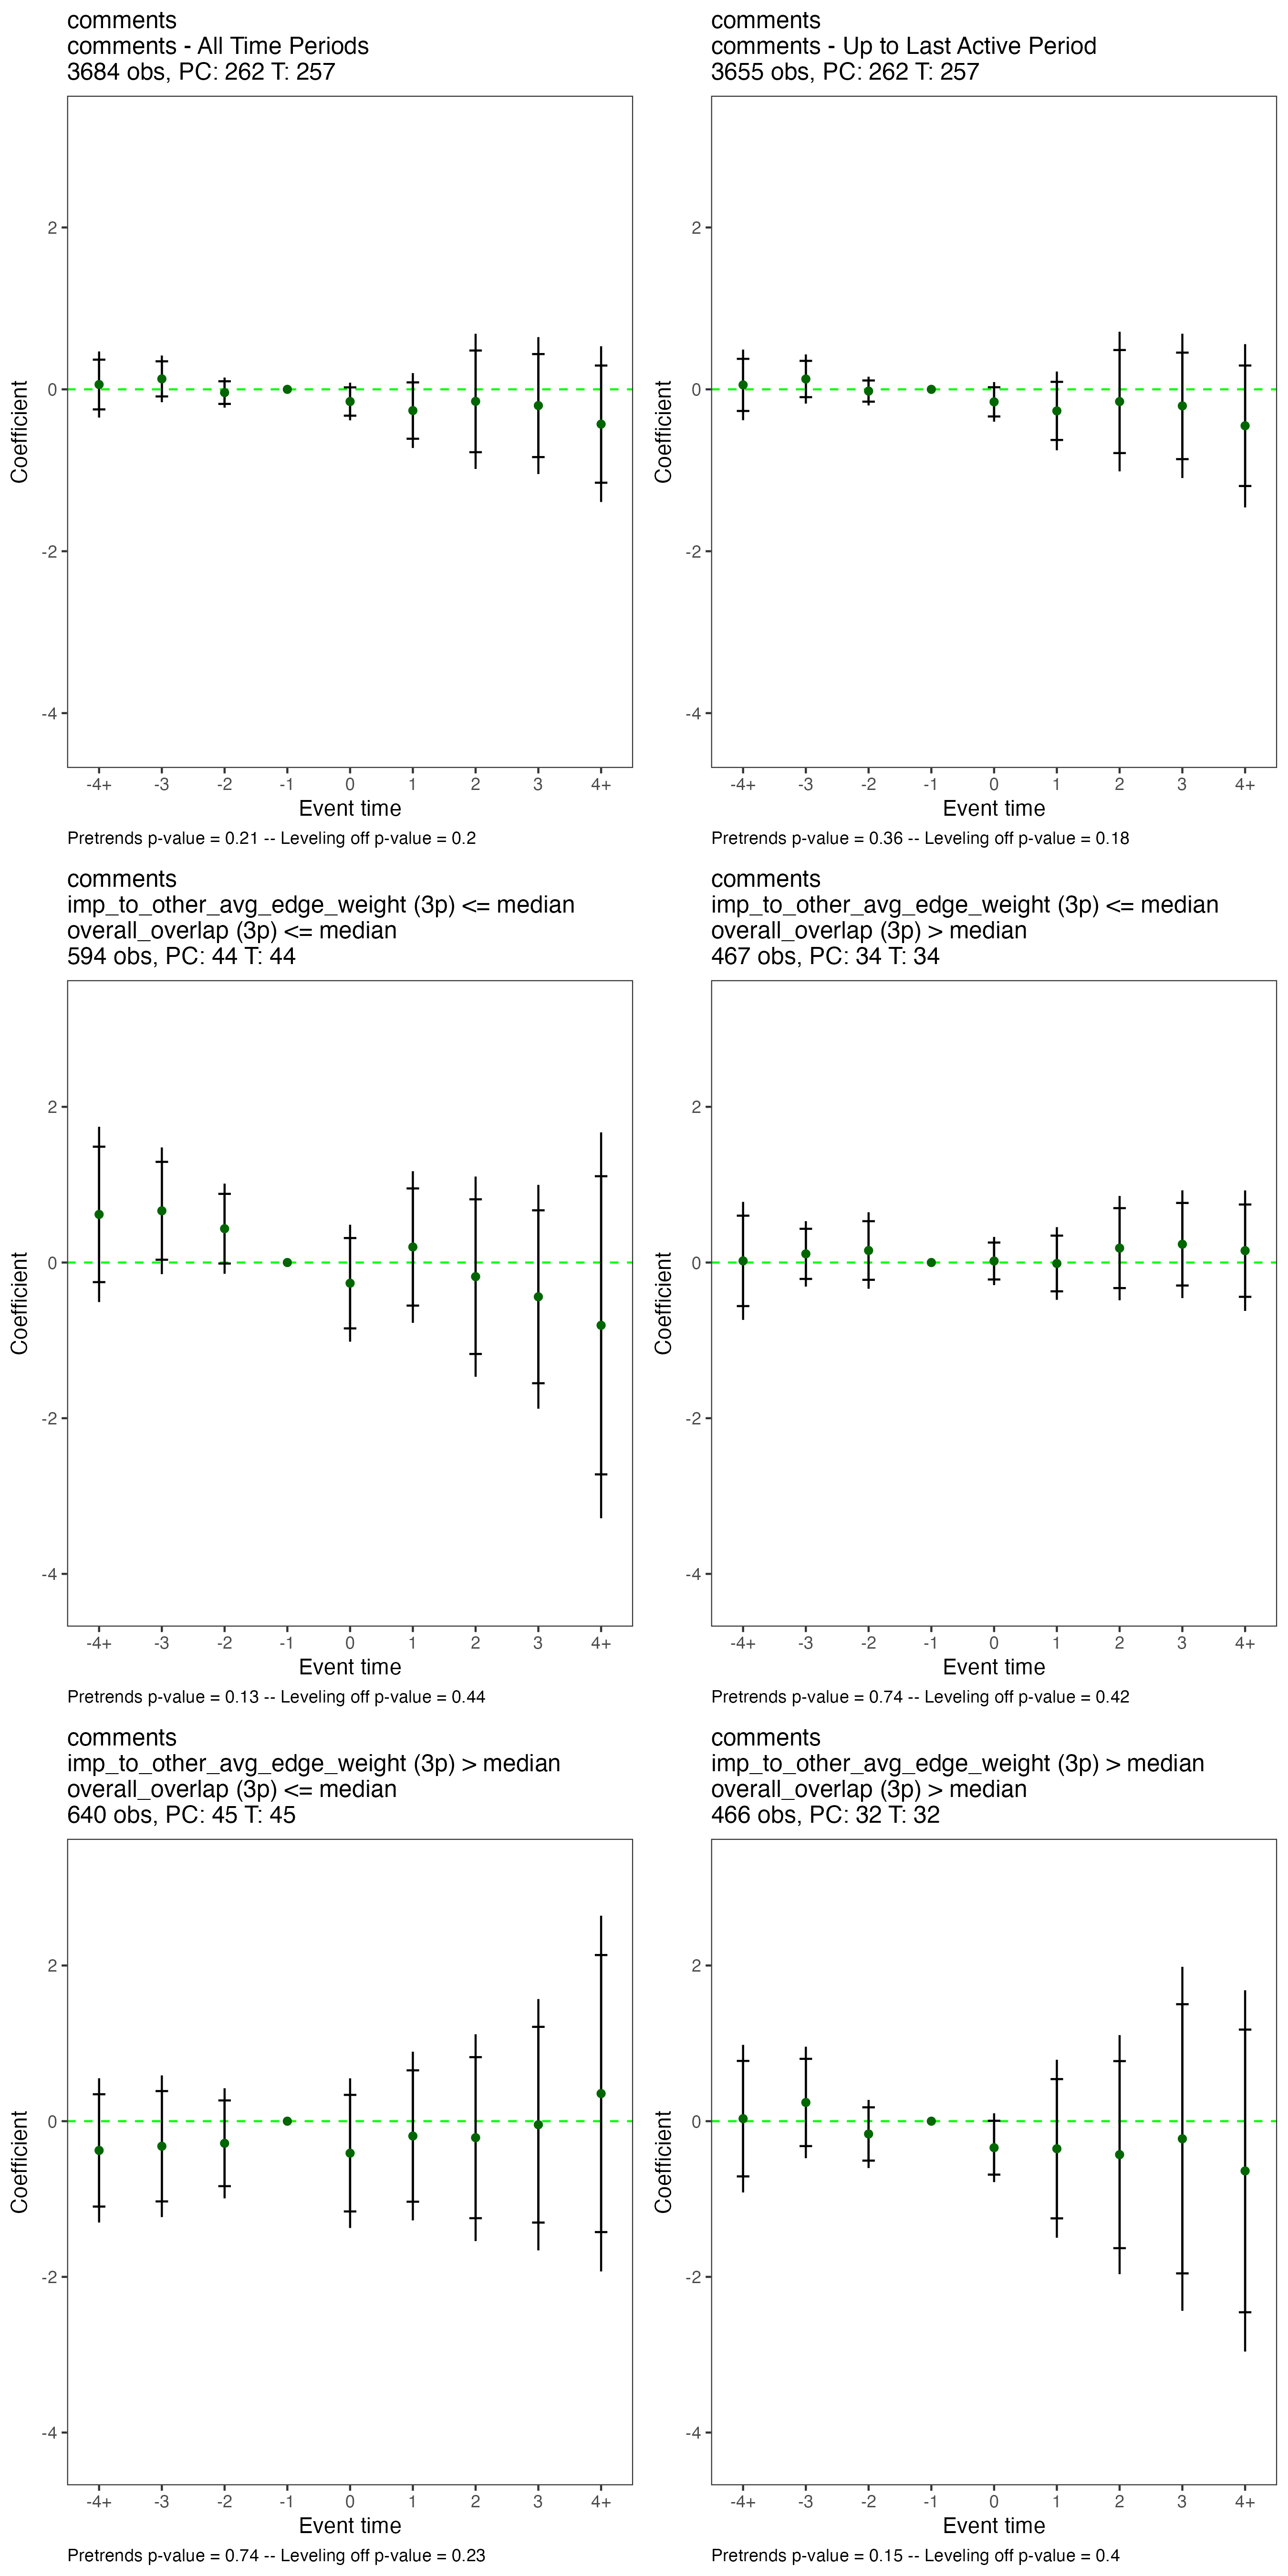 comments
comments - All Time Periods
3684 obs, PC: 262 T: 257
Coefficient
2
0
-2
-4
-4+ -3 -2 -1 0 1 2 3 4+
Event time
Pretrends p-value = 0.21 -- Leveling off p-value = 0.2
comments
comments - Up to Last Active Period
3655 obs, PC: 262 T: 257
Coefficient
2
0
-2
-4
-4+ -3 -2 -1 0 1 2 3 4+
Event time
Pretrends p-value = 0.36 -- Leveling off p-value = 0.18
comments
imp_to_other_avg_edge_weight (3p) <= median
overall_overlap (3p) <= median
594 obs, PC: 44 T: 44
Coefficient
2
0
-2
-4
-4+ -3 -2 -1 0 1 2 3 4+
Event time
Pretrends p-value = 0.13 -- Leveling off p-value = 0.44
comments
imp_to_other_avg_edge_weight (3p) <= median
overall_overlap (3p) > median
467 obs, PC: 34 T: 34
Coefficient
2
0
-2
-4
-4+ -3 -2 -1 0 1 2 3 4+
Event time
Pretrends p-value = 0.74 -- Leveling off p-value = 0.42
comments
imp_to_other_avg_edge_weight (3p) > median
overall_overlap (3p) <= median
640 obs, PC: 45 T: 45
Coefficient
2
0
-2
-4
-4+ -3 -2 -1 0 1 2 3 4+
Event time
Pretrends p-value = 0.74 -- Leveling off p-value = 0.23
comments
imp_to_other_avg_edge_weight (3p) > median
overall_overlap (3p) > median
466 obs, PC: 32 T: 32
Coefficient
2
0
-2
-4
-4+ -3 -2 -1 0 1 2 3 4+
Event time
Pretrends p-value = 0.15 -- Leveling off p-value = 0.4